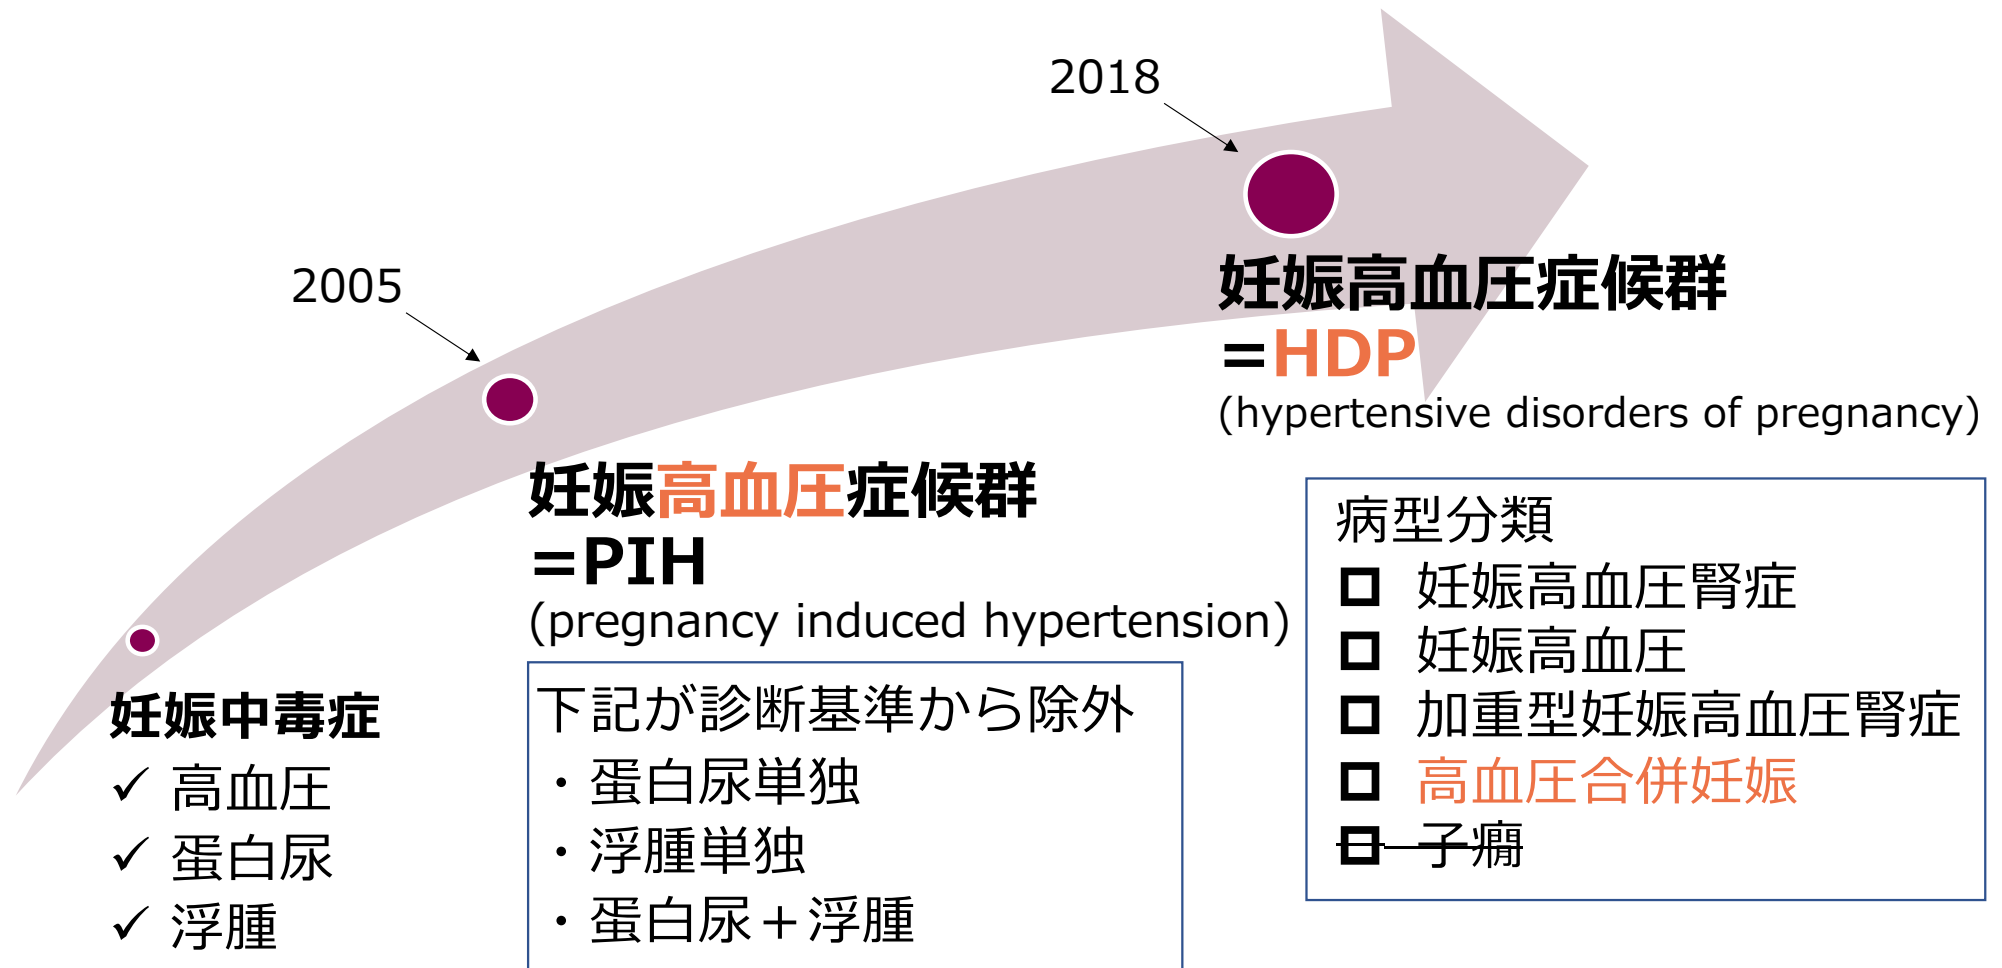 2018
2005
妊娠高血圧症候群
=HDP
(hypertensive disorders of pregnancy)
妊娠高血圧症候群
=PIH
(pregnancy induced hypertension)
妊娠中毒症
✓ 高血圧
✓ 蛋白尿
✓ 浮腫
下記が診断基準から除外
・蛋白尿単独
・浮腫単独
・蛋白尿＋浮腫
病型分類
妊娠高血圧腎症
妊娠高血圧
加重型妊娠高血圧腎症
高血圧合併妊娠
子癇